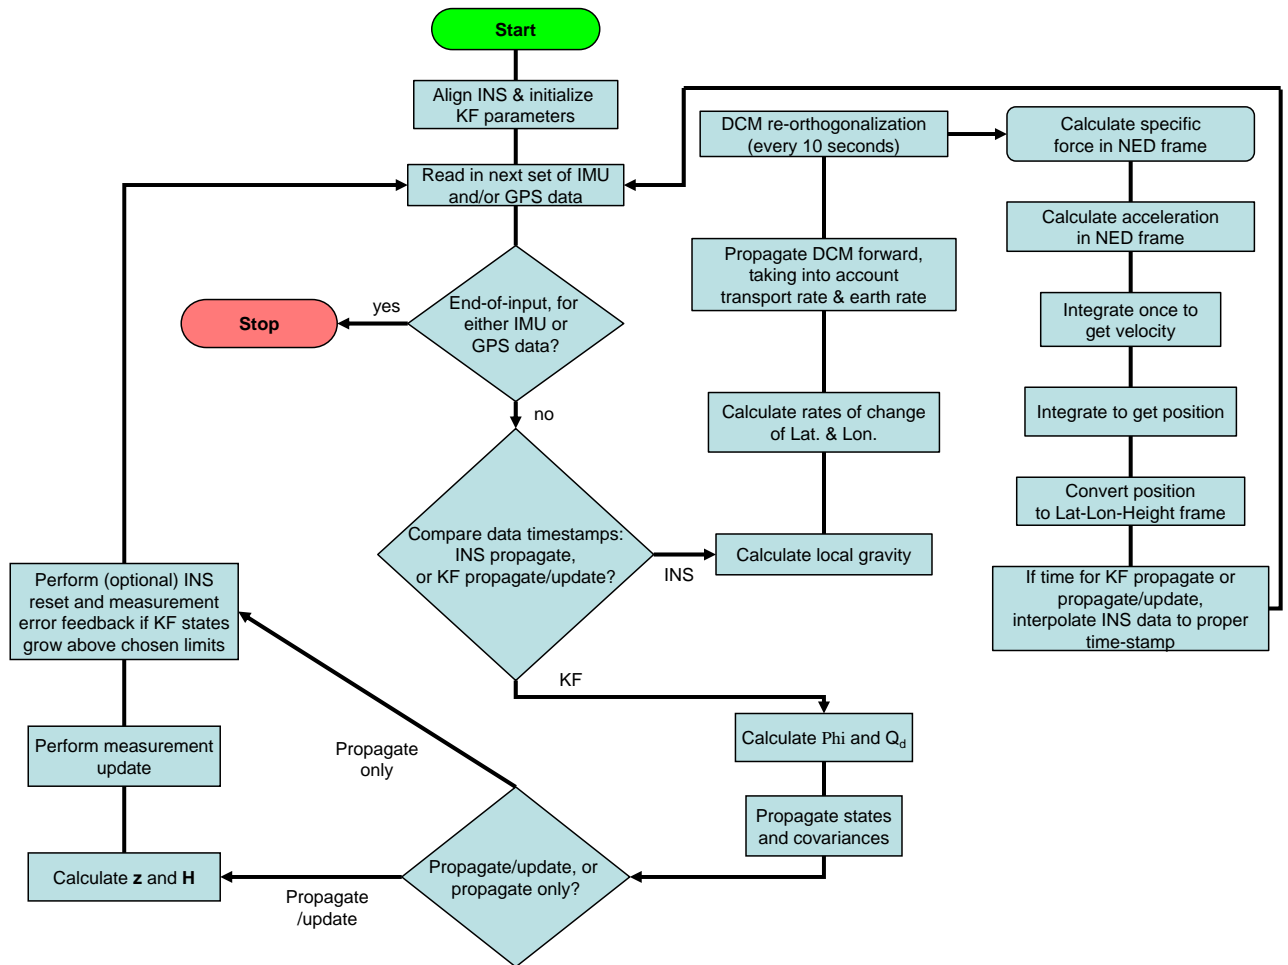 Start
Align INS & initialize
KF parameters
Read in next set of IMU
and/or GPS data
End-of-input, for
either IMU or
GPS data?
yes
Stop
no
Compare data timestamps:
INS propagate,
or KF propagate/update?
INS
Calculate local gravity
Calculate rates of change
of Lat. & Lon.
Propagate DCM forward,
taking into account
transport rate & earth rate
DCM re-orthogonalization
(every 10 seconds)
Calculate specific
force in NED frame
Calculate acceleration
in NED frame
Integrate once to
get velocity
Integrate to get position
Convert position
to Lat-Lon-Height frame
If time for KF propagate or
propagate/update,
interpolate INS data to proper
time-stamp
KF
Calculate Phi and Qd
Propagate states
and covariances
Propagate/update, or
propagate only?
Propagate
only
Propagate
/update
Calculate z and H
Perform measurement
update
Perform (optional) INS
reset and measurement
error feedback if KF states
grow above chosen limits